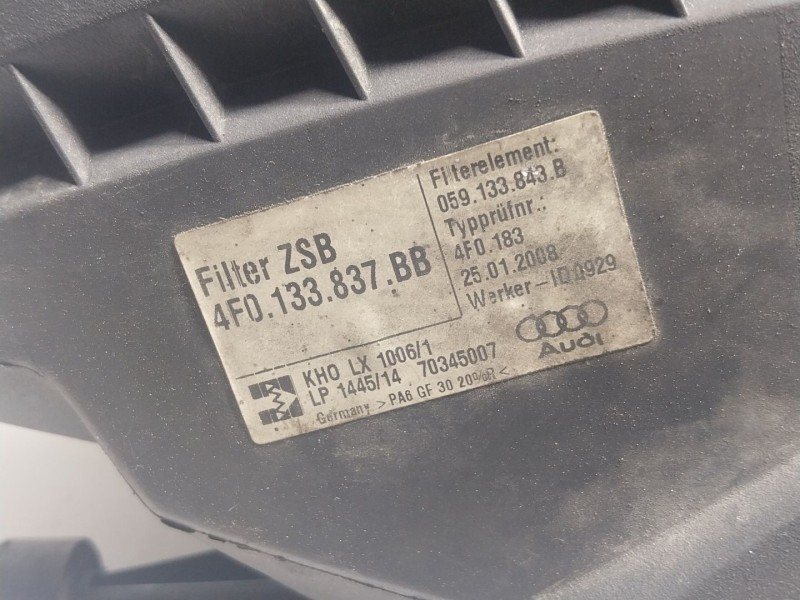 Filter ZSB
4F0.133.837.BB
Filterelement:
059.133.843.B
Typprüfnr.:
4F0.183
25.01.2008
Werker-ID0929
KHO LX 1006/1
LP 1445/14 70345007
Germany >PA6 GF 30 20%R<
Audi